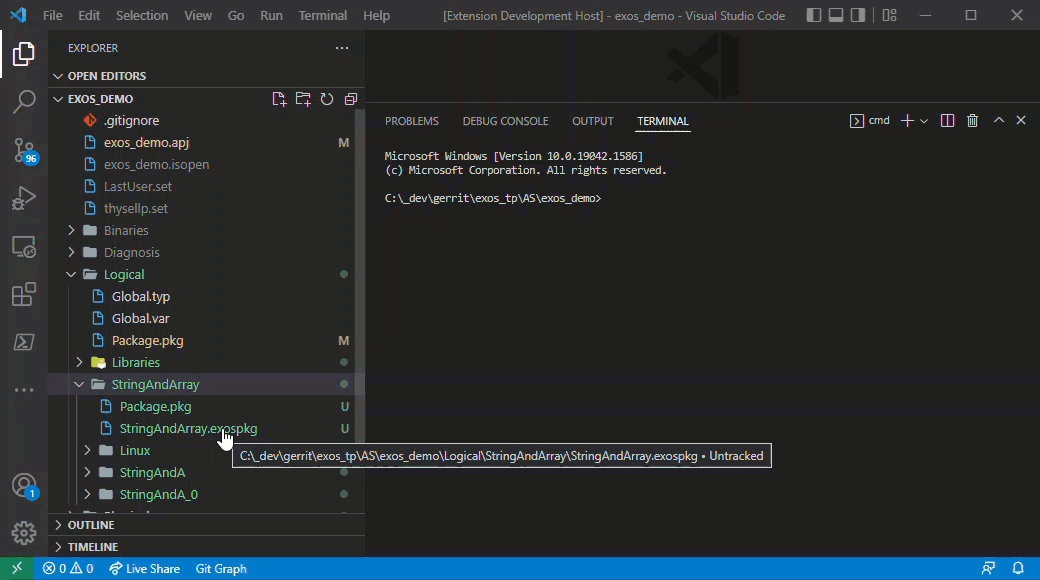 File Edit Selection View Go Run Terminal Help [Extension Development Host] - exos_demo - Visual Studio Code
EXPLORER
OPEN EDITORS
EXOS_DEMO
.gitignore
exos_demo.apj M
exos_demo.isopen
LastUser.set
thysellp.set
Binaries
Diagnosis
Logical
Global.typ
Global.var
Package.pkg M
Libraries
StringAndArray
Package.pkg U
StringAndArray.exospkg U
Linux
StringAndA
StringAndA_0
OUTLINE
TIMELINE
96
1
PROBLEMS DEBUG CONSOLE OUTPUT TERMINAL cmd
Microsoft Windows [Version 10.0.19042.1586]
(c) Microsoft Corporation. All rights reserved.
C:\_dev\gerrit\exos_tp\AS\exos_demo>
C:\_dev\gerrit\exos_tp\AS\exos_demo\Logical\StringAndArray\StringAndArray.exospkg • Untracked
0 0 Live Share Git Graph